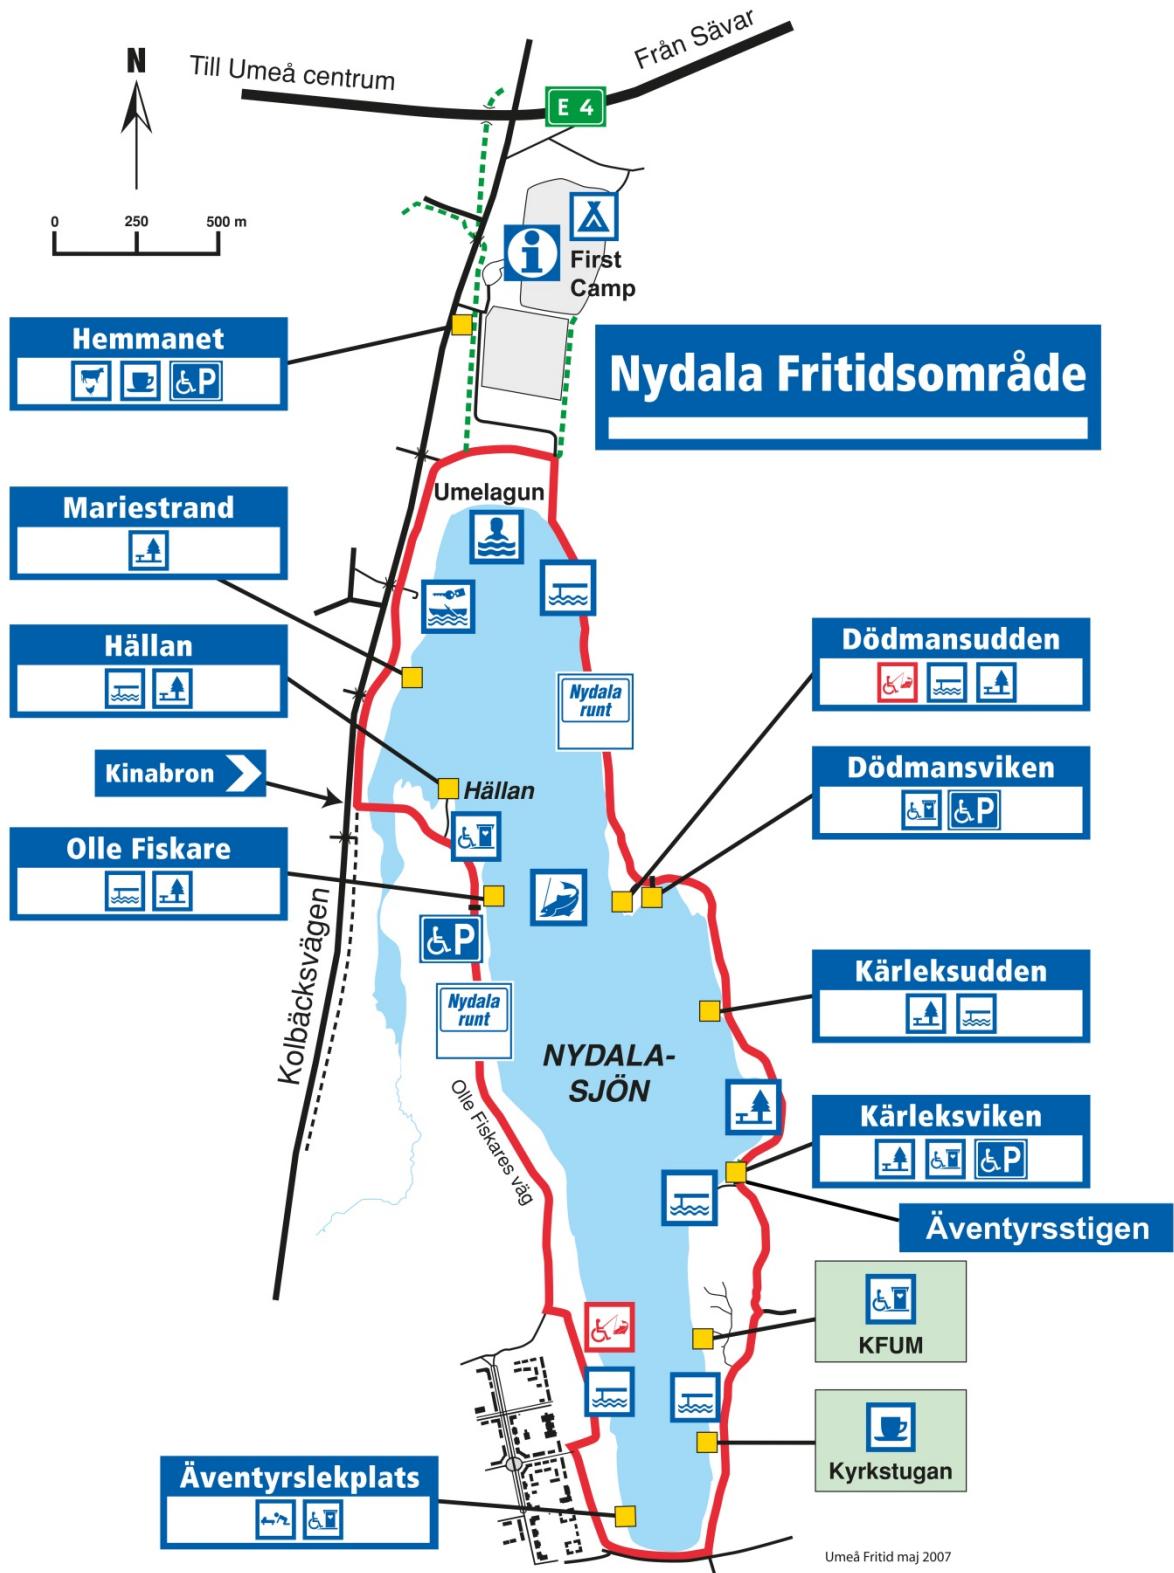 N
Till Umeå centrum
Från Sävar
E 4
0 250 500 m
First
Camp
Hemmanet
P
Nydala Fritidsområde
Mariestrand
Umelagun
Hällan
Dödmansudden
Nydala
runt
Kinabron
Hällan
Dödmansviken
P
Olle Fiskare
P
Kolbäcksvägen
Nydala
runt
Kärleksudden
NYDALA-
SJÖN
Olle Fiskares väg
Kärleksviken
P
Äventyrsstigen
KFUM
Kyrkstugan
Äventyrslekplats
Umeå Fritid maj 2007